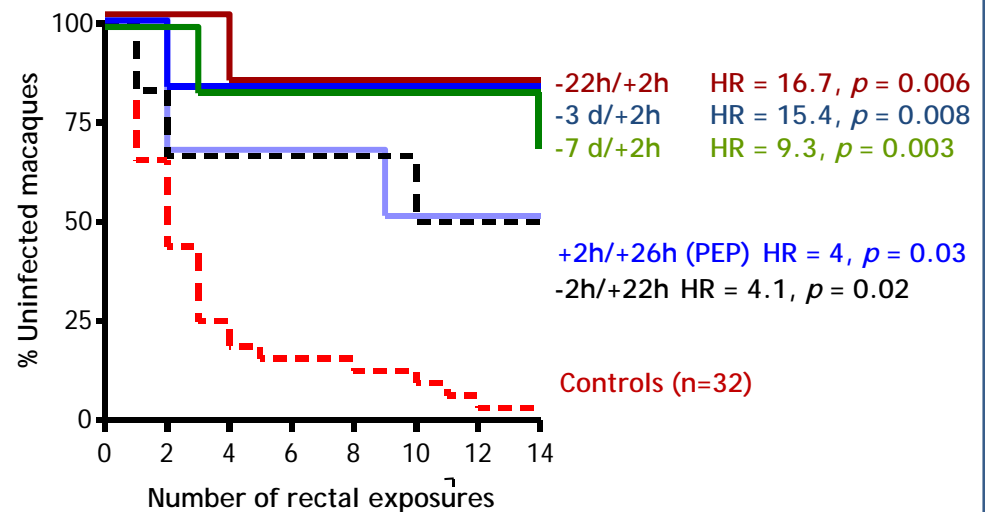 % Uninfected macaques
100
75
50
25
0
0 2 4 6 8 10 12 14
Number of rectal exposures
-22h/+2h HR = 16.7, p = 0.006
-3 d/+2h HR = 15.4, p = 0.008
-7 d/+2h HR = 9.3, p = 0.003
+2h/+26h (PEP) HR = 4, p = 0.03
-2h/+22h HR = 4.1, p = 0.02
Controls (n=32)